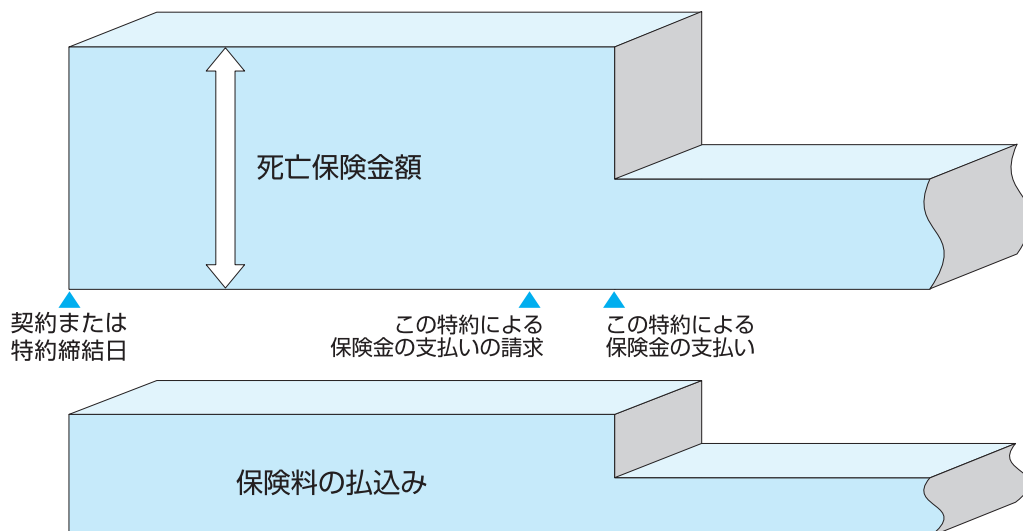 死亡保険金額
契約または
特約締結日
この特約による
保険金の支払いの請求
この特約による
保険金の支払い
保険料の払込み